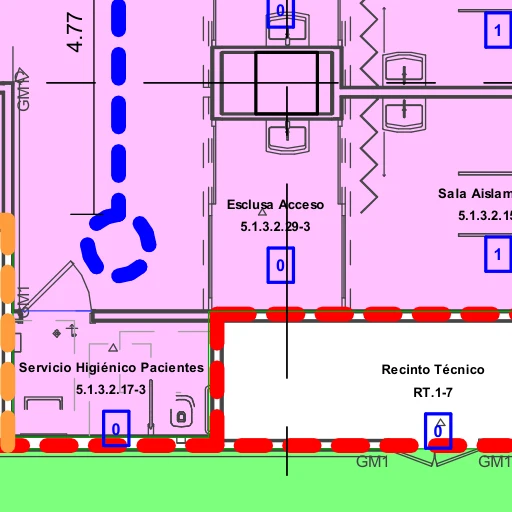 0
1
4.77
GM1
Esclusa Acceso
5.1.3.2.29-3
Sala Aislam
5.1.3.2.15
0
1
GM1
Servicio Higiénico Pacientes
5.1.3.2.17-3
0
Recinto Técnico
RT.1-7
0
GM1
GM1